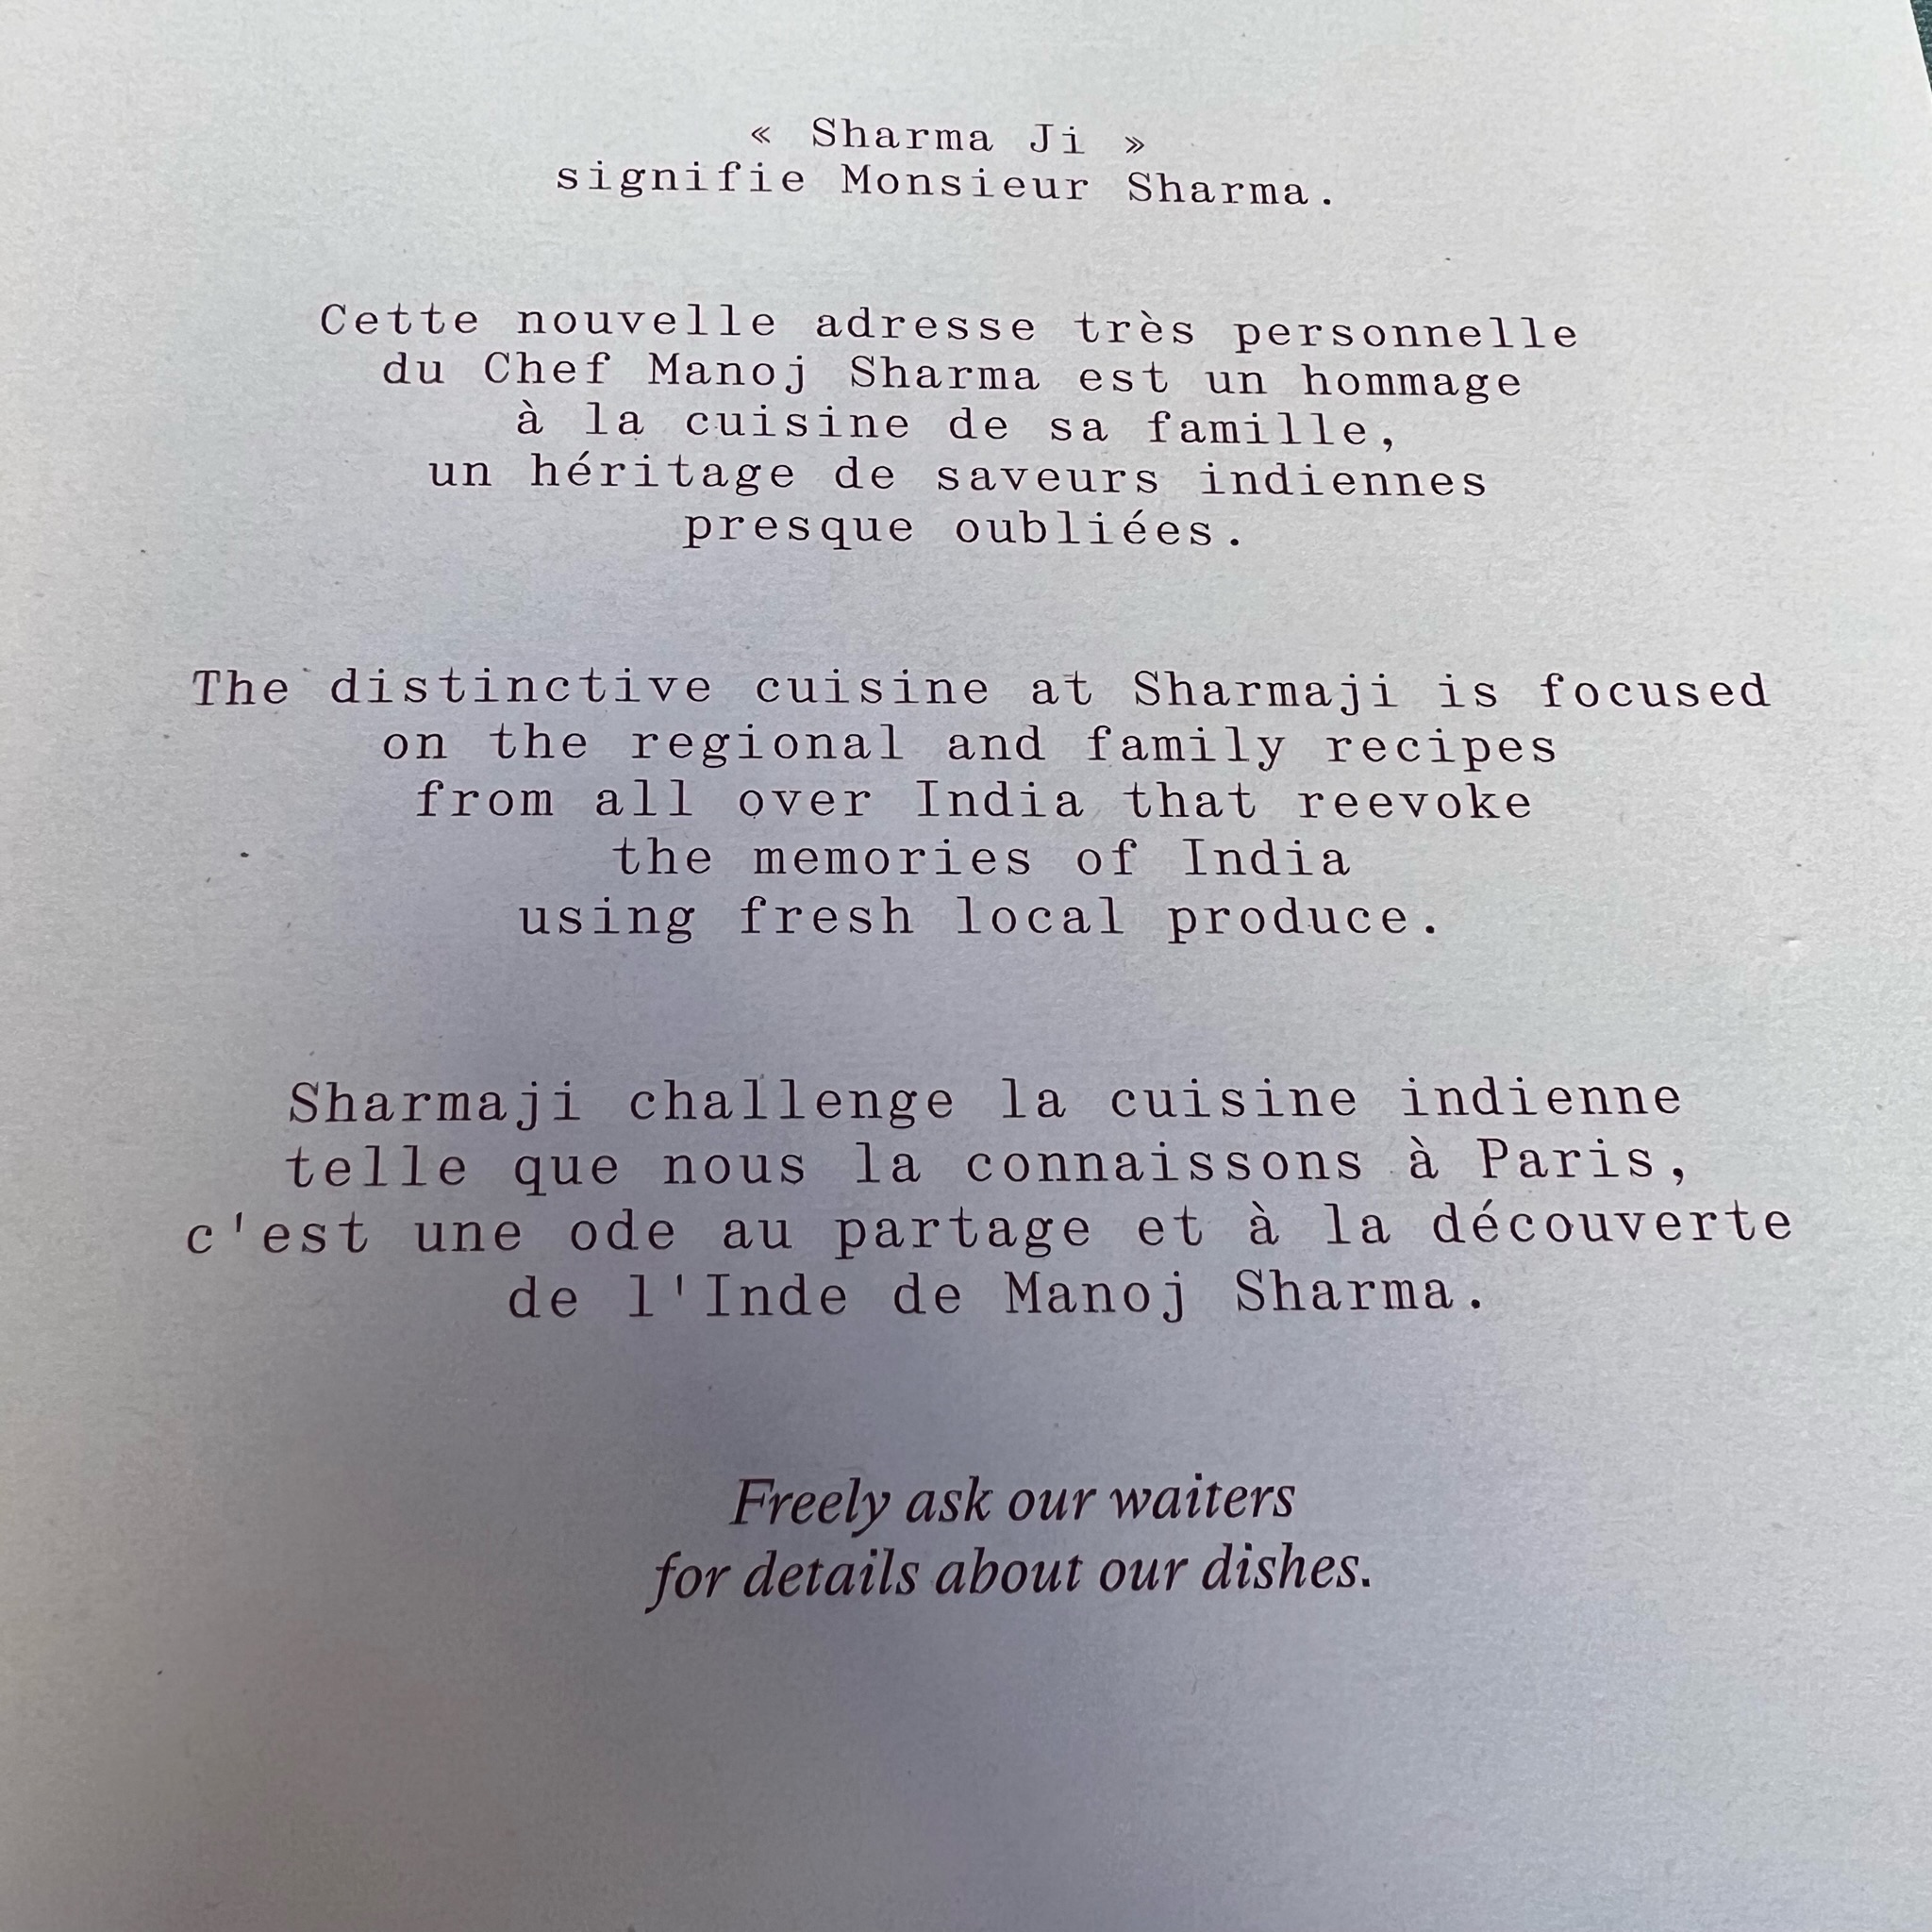 « Sharma Ji »
signifie Monsieur Sharma.
Cette nouvelle adresse très personnelle
du Chef Manoj Sharma est un hommage
à la cuisine de sa famille,
un héritage de saveurs indiennes
presque oubliées.
The distinctive cuisine at Sharmaji is focused
on the regional and family recipes
from all over India that reevoke
the memories of India
using fresh local produce.
Sharmaji challenge la cuisine indienne
telle que nous la connaissons à Paris,
c'est une ode au partage et à la découverte
de l'Inde de Manoj Sharma.
Freely ask our waiters
for details about our dishes.